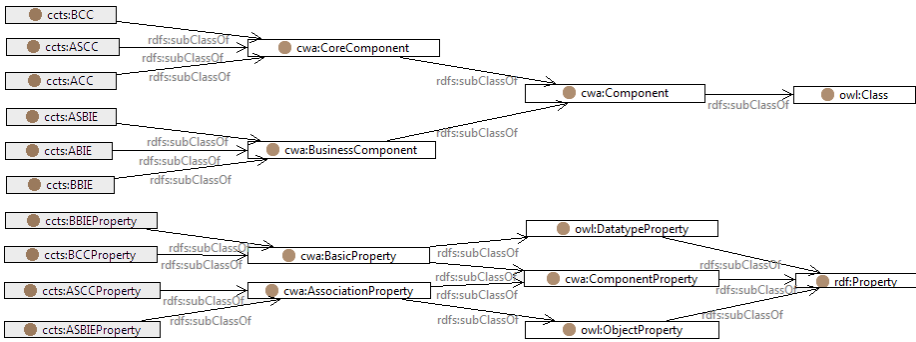 ccts:BCC
rdfs:subClassOf
ccts:ASCC
cwa:CoreComponent
rdfs:subClassOf
ccts:ACC
rdfs:subClassOf
cwa:Component
owl:Class
rdfs:subClassOf
ccts:ASBIE
rdfs:subClassOf
rdfs:subClassOf
ccts:ABIE
cwa:BusinessComponent
rdfs:subClassOf
ccts:BBIE
rdfs:subClassOf
ccts:BBIEProperty
owl:DatatypeProperty
rdfs:subClassOf
rdfs:subClassOf
ccts:BCCProperty
cwa:BasicProperty
rdfs:subClassOf
rdfs:subClassOf
rdfs:subClassOf
cwa:ComponentProperty
rdfs:subClassOf
rdf:Property
ccts:ASCCProperty
cwa:AssociationProperty
rdfs:subClassOf
rdfs:subClassOf
rdfs:subClassOf
ccts:ASBIEProperty
rdfs:subClassOf
rdfs:subClassOf
owl:ObjectProperty
rdfs:subClassOf